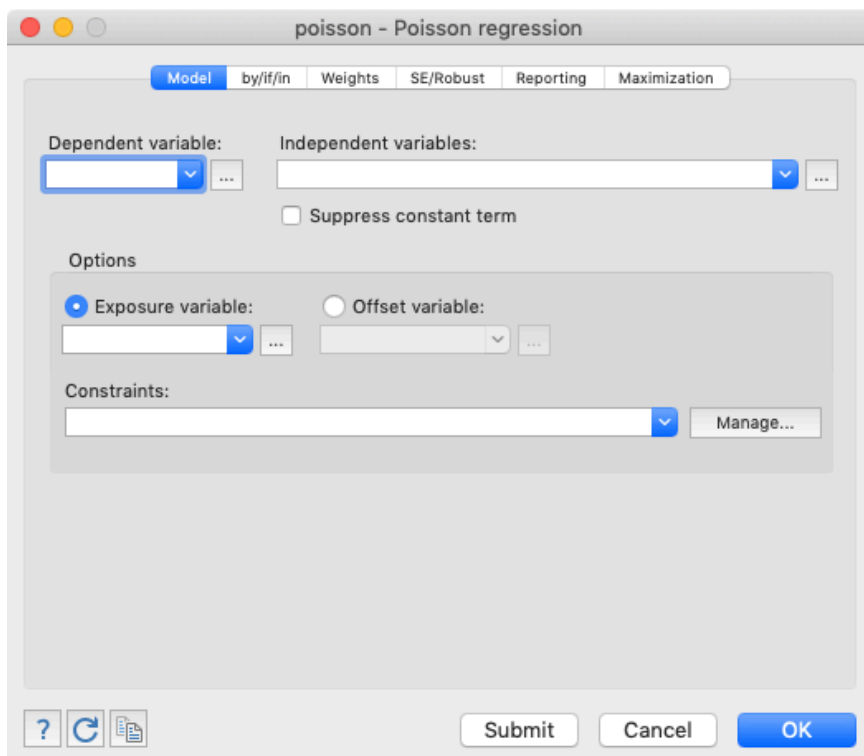 poisson - Poisson regression
Model by/if/in Weights SE/Robust Reporting Maximization
Dependent variable: Independent variables:
... ...
Suppress constant term
Options
Exposure variable: Offset variable:
... ...
Constraints:
Manage...
? Submit Cancel OK